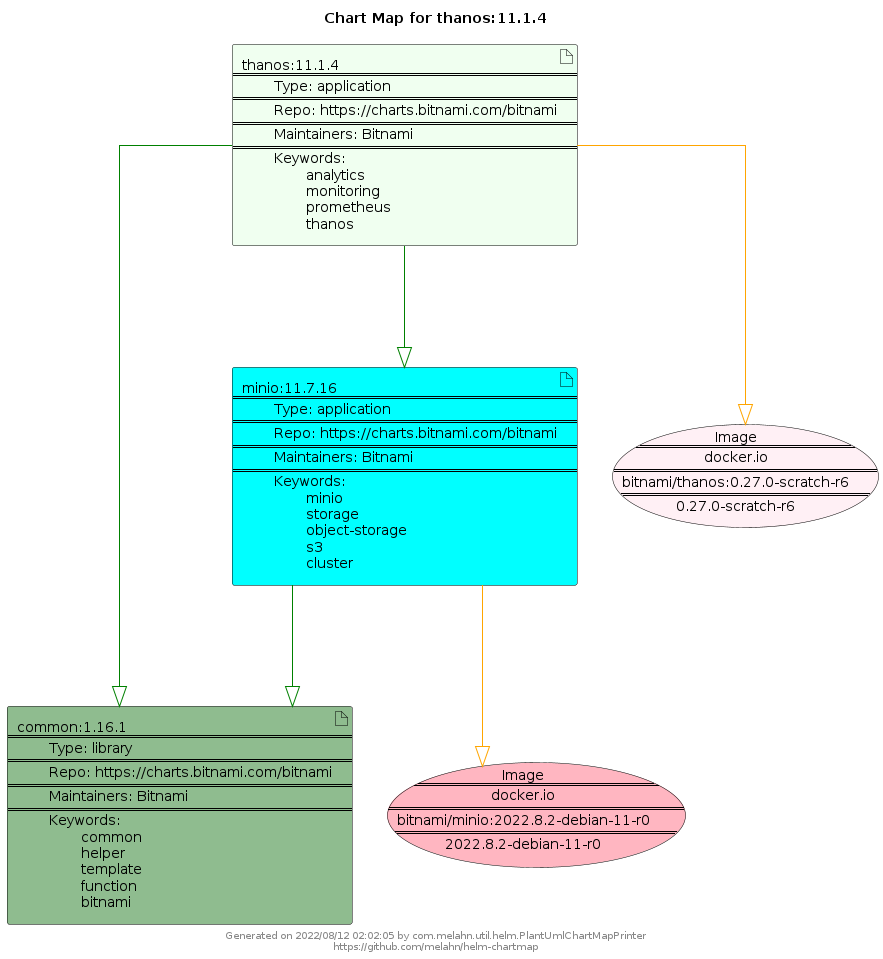 Chart Map for thanos:11.1.4
thanos:11.1.4
Type: application
Repo: https://charts.bitnami.com/bitnami
Maintainers: Bitnami
Keywords:
analytics
monitoring
prometheus
thanos
minio:11.7.16
Type: application
Repo: https://charts.bitnami.com/bitnami
Maintainers: Bitnami
Keywords:
minio
storage
object-storage
s3
cluster
Image
docker.io
bitnami/thanos:0.27.0-scratch-r6
0.27.0-scratch-r6
common:1.16.1
Type: library
Repo: https://charts.bitnami.com/bitnami
Maintainers: Bitnami
Keywords:
common
helper
template
function
bitnami
Image
docker.io
bitnami/minio:2022.8.2-debian-11-r0
2022.8.2-debian-11-r0
Generated on 2022/08/12 02:02:05 by com.melahn.util.helm.PlantUmlChartMapPrinter
https://github.com/melahn/helm-chartmap